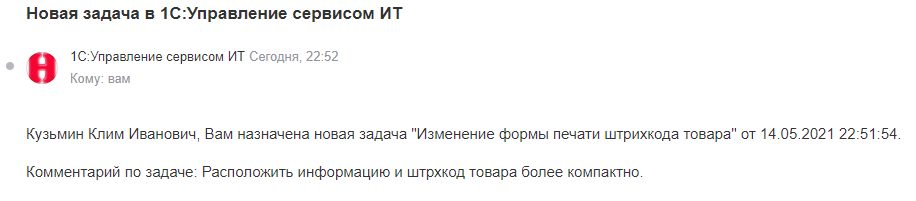 Новая задача в 1С:Управление сервисом ИТ
1С:Управление сервисом ИТ Сегодня, 22:52
Кому: вам
Кузьмин Клим Иванович, Вам назначена новая задача "Изменение формы печати штрихкода товара" от 14.05.2021 22:51:54.
Комментарий по задаче: Расположить информацию и штрхкод товара более компактно.